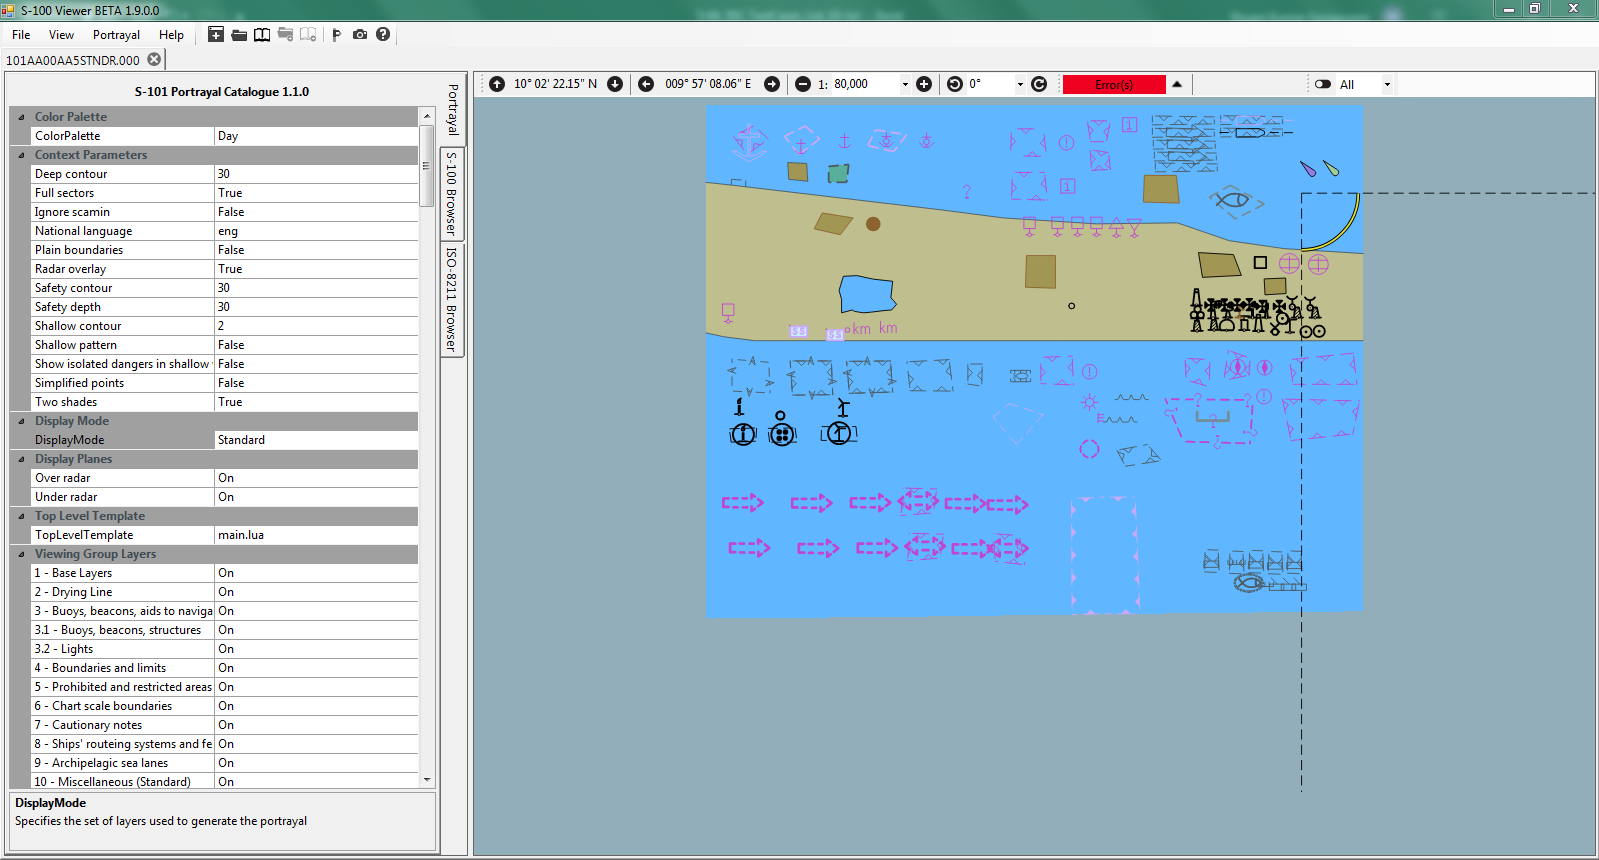 S-100 Viewer BETA 1.9.0.0
File View Portrayal Help
101AA00AA5STNDR.000
S-101 Portrayal Catalogue 1.1.0
Color Palette
ColorPalette Day
Context Parameters
Deep contour 30
Full sectors True
Ignore scamin False
National language eng
Plain boundaries False
Radar overlay True
Safety contour 30
Safety depth 30
Shallow contour 2
Shallow pattern False
Show isolated dangers in shallow False
Simplified points False
Two shades True
Display Mode
DisplayMode Standard
Display Planes
Over radar On
Under radar On
Top Level Template
TopLevelTemplate main.lua
Viewing Group Layers
1 - Base Layers On
2 - Drying Line On
3 - Buoys, beacons, aids to naviga On
3.1 - Buoys, beacons, structures On
3.2 - Lights On
4 - Boundaries and limits On
5 - Prohibited and restricted areas On
6 - Chart scale boundaries On
7 - Cautionary notes On
8 - Ships' routeing systems and fe On
9 - Archipelagic sea lanes On
10 - Miscellaneous (Standard) On
DisplayMode
Specifies the set of layers used to generate the portrayal
Portrayal
S-100 Browser
ISO-8211 Browser
10° 02' 22.15" N 009° 57' 08.06" E 1: 80,000 0° Error(s) All
?
SS
SS
km km
? ?
?